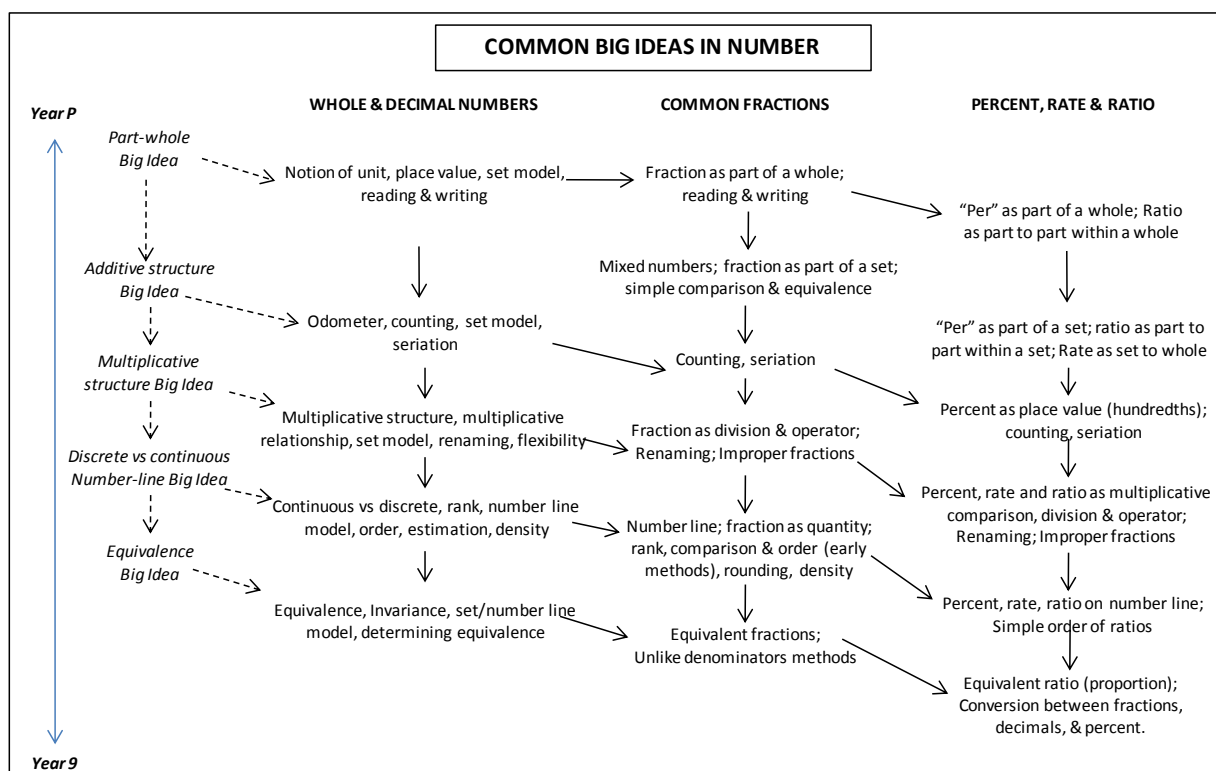 COMMON BIG IDEAS IN NUMBER
WHOLE & DECIMAL NUMBERS
COMMON FRACTIONS
PERCENT, RATE & RATIO
Year P
Part-whole
Big Idea
Notion of unit, place value, set model,
reading & writing
Fraction as part of a whole;
reading & writing
“Per” as part of a whole; Ratio
as part to part within a whole
Additive structure
Big Idea
Mixed numbers; fraction as part of a set;
simple comparison & equivalence
Odometer, counting, set model,
seriation
Counting, seriation
“Per” as part of a set; ratio as part to
part within a set; Rate as set to whole
Multiplicative
structure Big Idea
Multiplicative structure, multiplicative
relationship, set model, renaming, flexibility
Fraction as division & operator;
Renaming; Improper fractions
Percent as place value (hundredths);
counting, seriation
Discrete vs continuous
Number-line Big Idea
Continuous vs discrete, rank, number line
model, order, estimation, density
Number line; fraction as quantity;
rank, comparison & order (early
methods), rounding, density
Percent, rate and ratio as multiplicative
comparison, division & operator;
Renaming; Improper fractions
Equivalence
Big Idea
Equivalence, Invariance, set/number line
model, determining equivalence
Equivalent fractions;
Unlike denominators methods
Percent, rate, ratio on number line;
Simple order of ratios
Equivalent ratio (proportion);
Conversion between fractions,
decimals, & percent.
Year 9